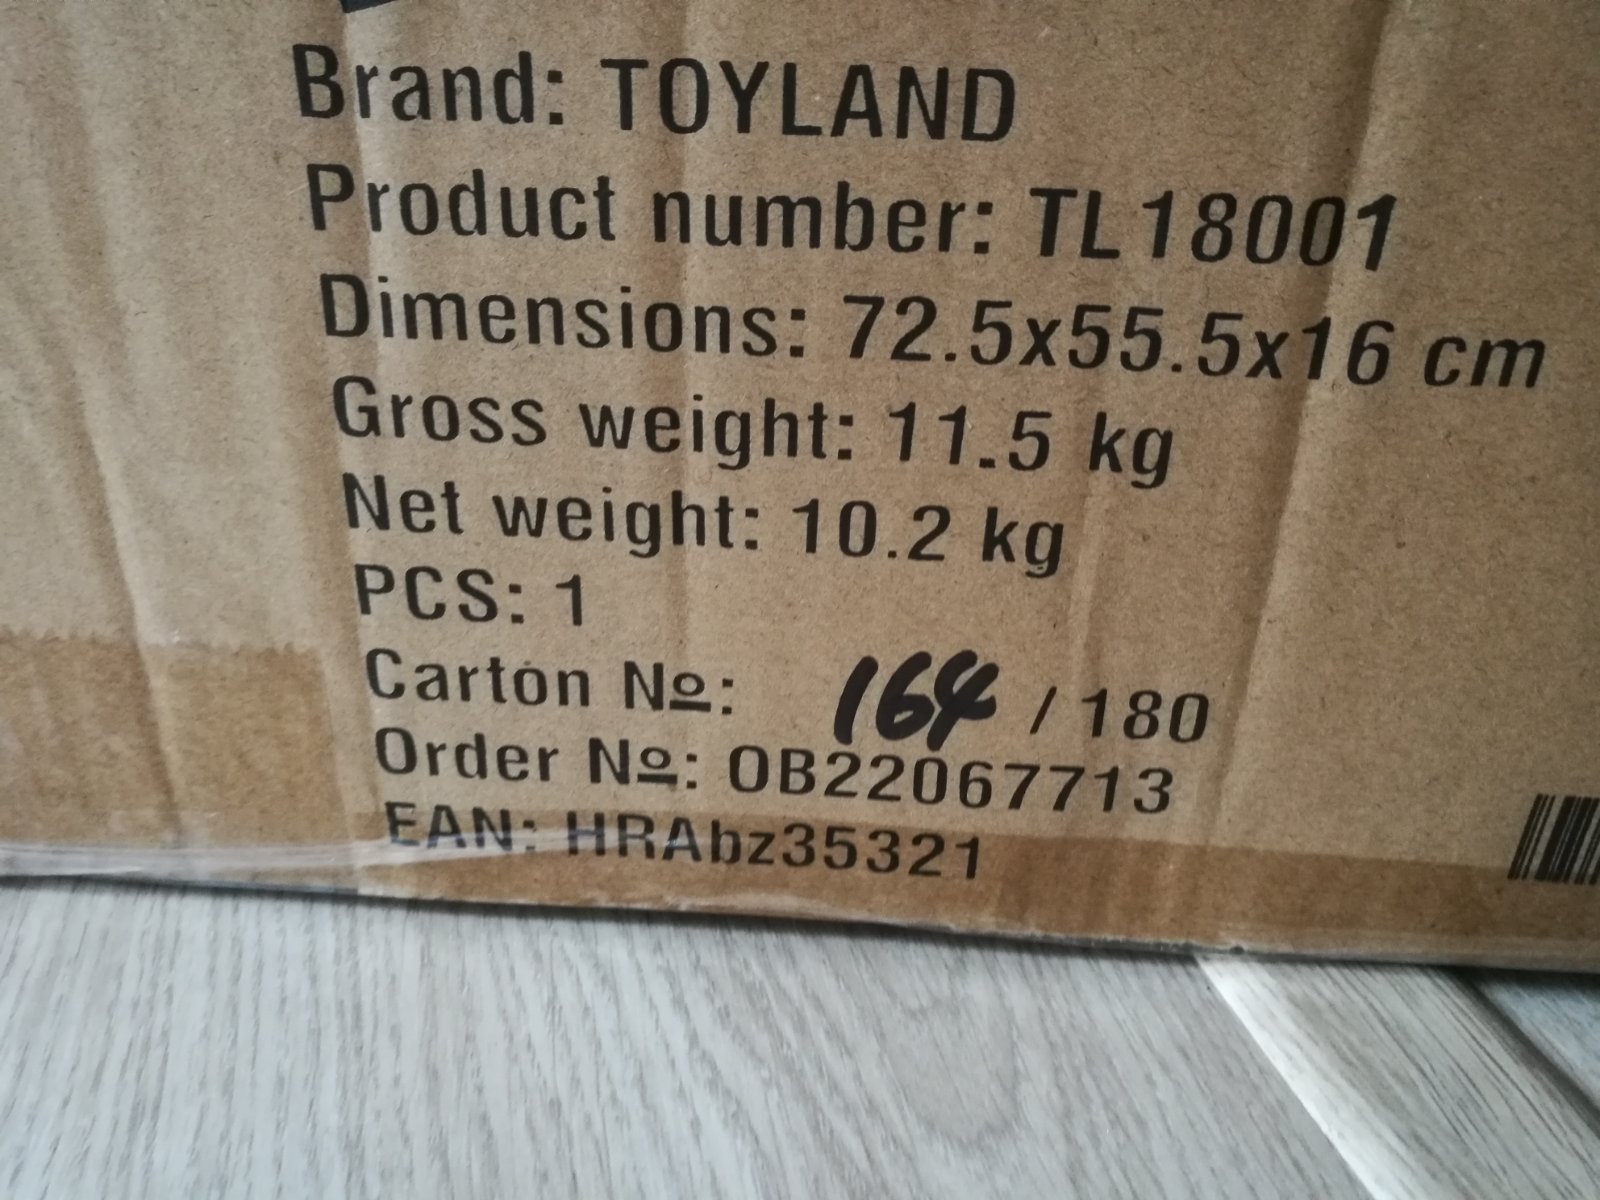 Brand: TOYLAND
Product number: TL18001
Dimensions: 72.5x55.5x16 cm
Gross weight: 11.5 kg
Net weight: 10.2 kg
PCS: 1
Carton №: 164 / 180
Order №: OB22067713
EAN: HRAbz35321